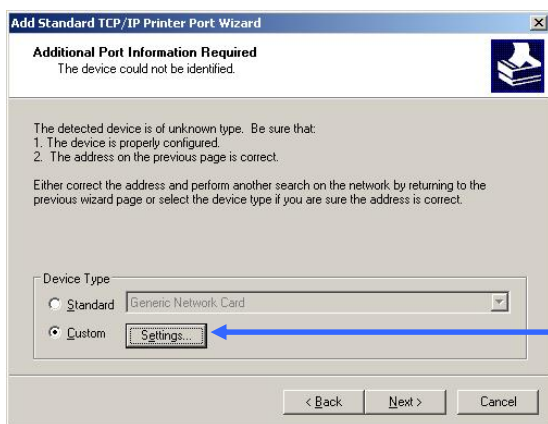 Add Standard TCP/IP Printer Port Wizard
Additional Port Information Required
The device could not be identified.
The detected device is of unknown type. Be sure that:
1. The device is properly configured.
2. The address on the previous page is correct.
Either correct the address and perform another search on the network by returning to the
previous wizard page or select the device type if you are sure the address is correct.
Device Type
Standard Generic Network Card
Custom Settings...
< Back Next > Cancel